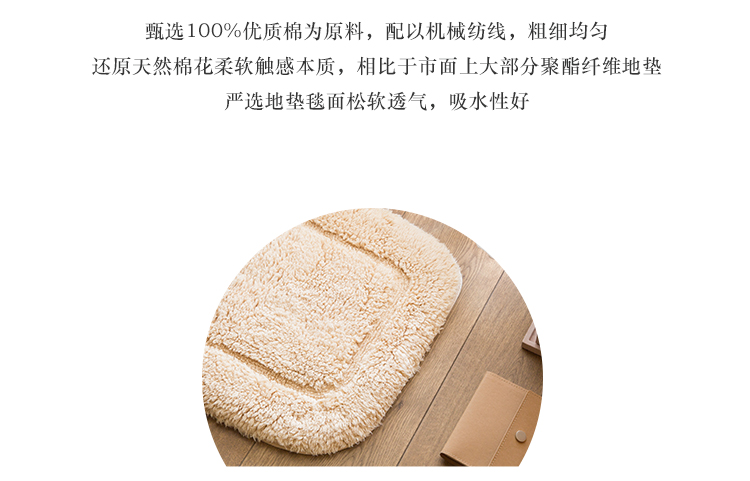 甄选100%优质棉为原料，配以机械纺线，粗细均匀
还原天然棉花柔软触感本质，相比于市面上大部分聚酯纤维地垫
严选地垫毯面松软透气，吸水性好